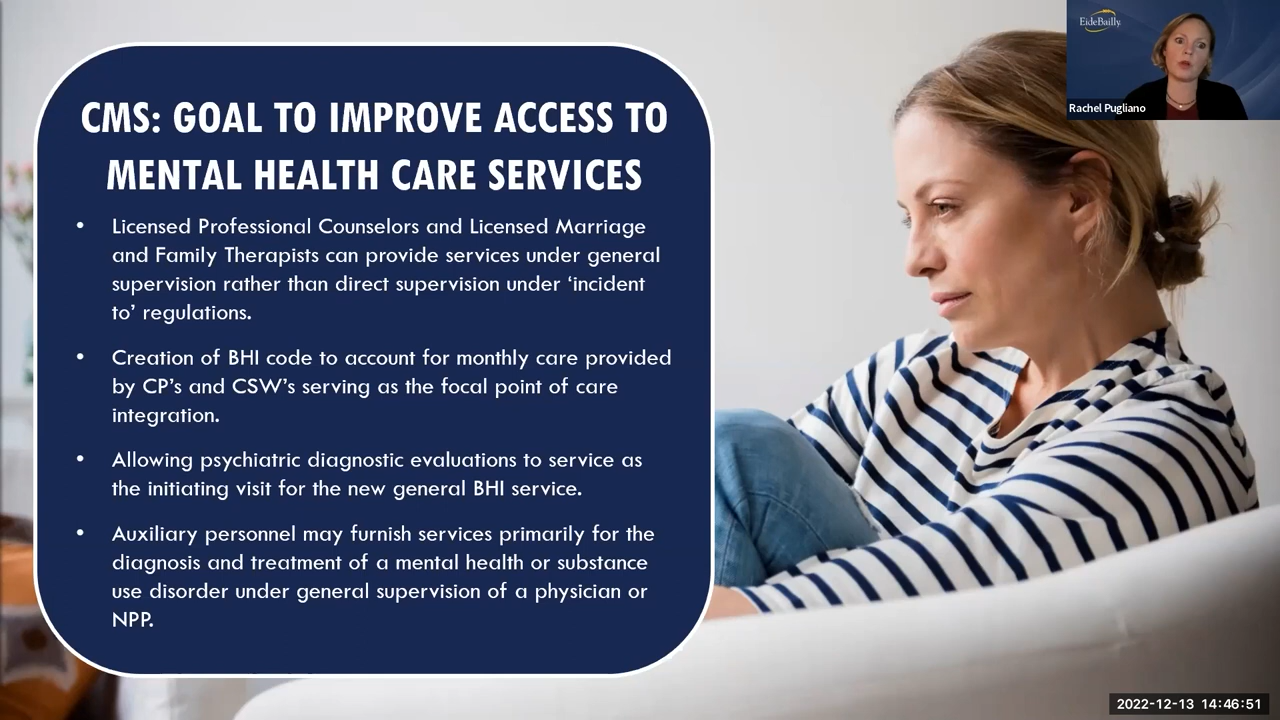 CMS: GOAL TO IMPROVE ACCESS TO
MENTAL HEALTH CARE SERVICES
• Licensed Professional Counselors and Licensed Marriage
and Family Therapists can provide services under general
supervision rather than direct supervision under ‘incident
to’ regulations.
• Creation of BHI code to account for monthly care provided
by CP’s and CSW’s serving as the focal point of care
integration.
• Allowing psychiatric diagnostic evaluations to service as
the initiating visit for the new general BHI service.
• Auxiliary personnel may furnish services primarily for the
diagnosis and treatment of a mental health or substance
use disorder under general supervision of a physician or
NPP.
EideBailly
Rachel Pugliano
2022-12-13 14:46:51